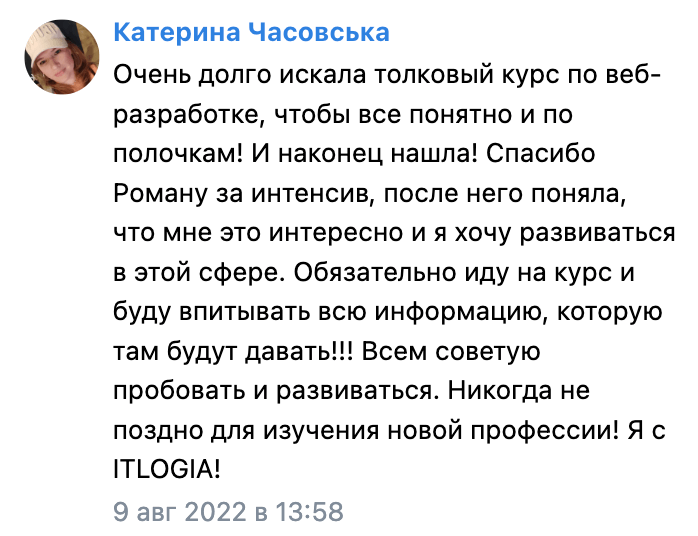 Катерина Часовська
Очень долго искала толковый курс по веб-
разработке, чтобы все понятно и по
полочкам! И наконец нашла! Спасибо
Роману за интенсив, после него поняла,
что мне это интересно и я хочу развиваться
в этой сфере. Обязательно иду на курс и
буду впитывать всю информацию, которую
там будут давать!!! Всем советую
пробовать и развиваться. Никогда не
поздно для изучения новой профессии! Я с
ITLOGIA!
9 авг 2022 в 13:58